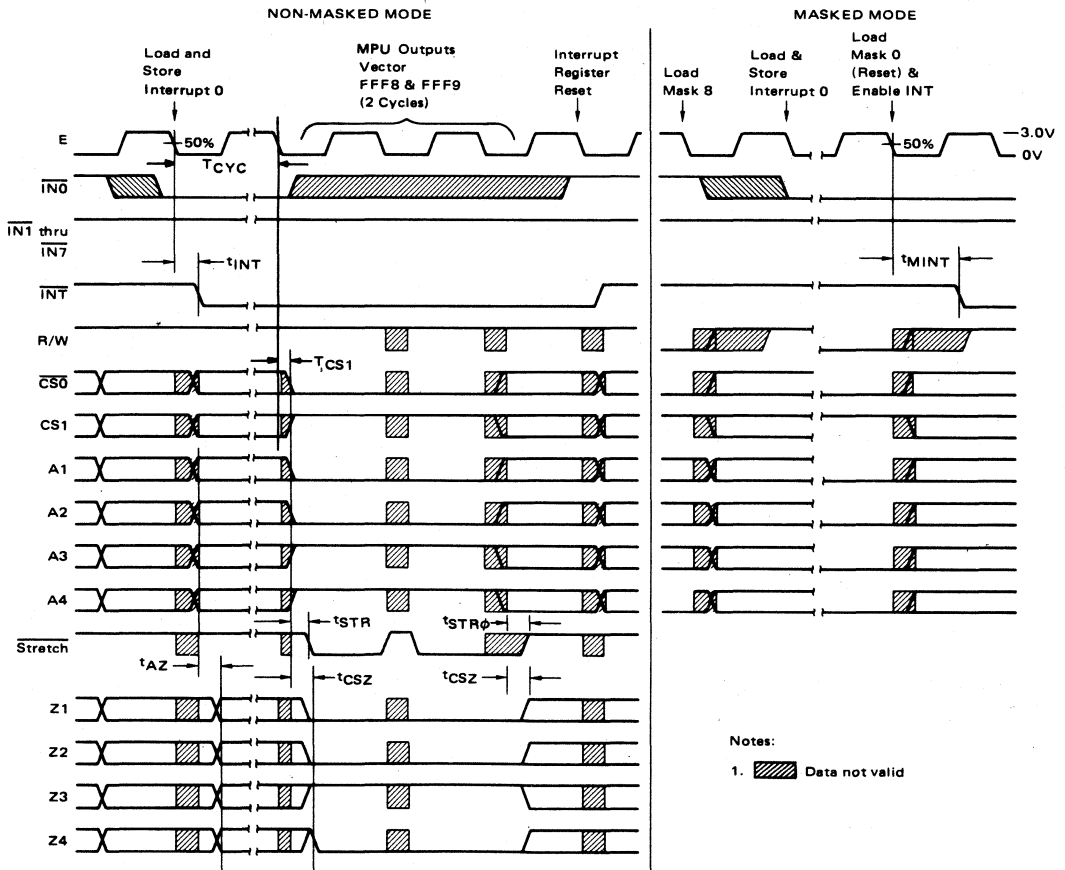 NON-MASKED MODE
MASKED MODE
Load and
Store
Interrupt 0
MPU Outputs
Vector
FFF8 & FFF9
(2 Cycles)
Interrupt
Register
Reset
Load
Mask 8
Load &
Store
Interrupt 0
Load
Mask 0
(Reset) &
Enable INT
E
50%
TCYC
50%
3.0V
0V
IN0
IN1 thru
IN7
tINT
tMINT
INT
R/W
TCS1
CS0
CS1
A1
A2
A3
A4
tSTR
tSTRϕ
Stretch
tAZ
tCSZ
tCSZ
Z1
Z2
Z3
Z4
Notes:
1. Data not valid